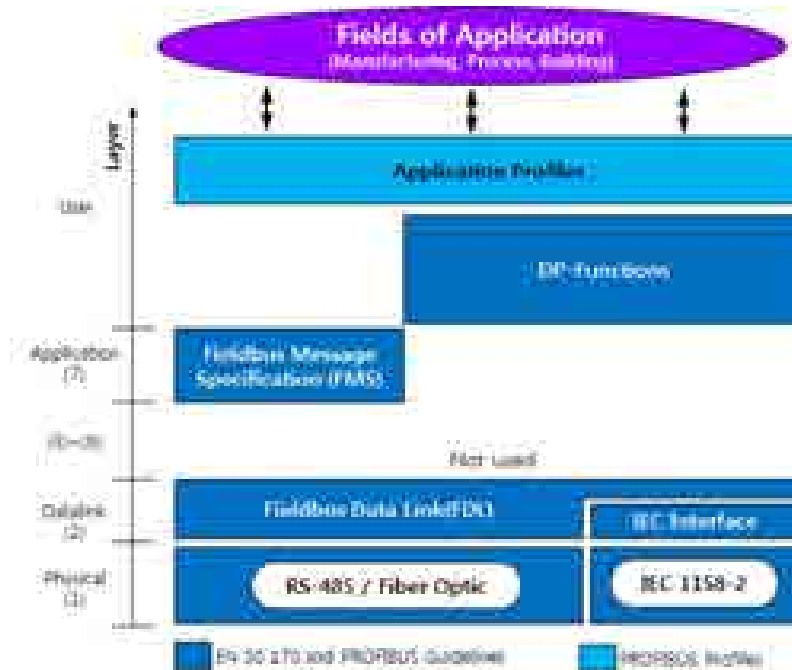 Fields of Application
(Manufacturing, Process, Building)
Layer
Application Profiles
User
DP-Functions
Application
(7)
Fieldbus Message
Specification (FMS)
Not used
Datalink
(2)
Fieldbus Data Link(FDL)
IEC Interface
Physical
(1)
RS-485 / Fiber Optic
IEC 1158-2
EN 50 170 and PROFIBUS Guidelines
PROFIBUS Profiles